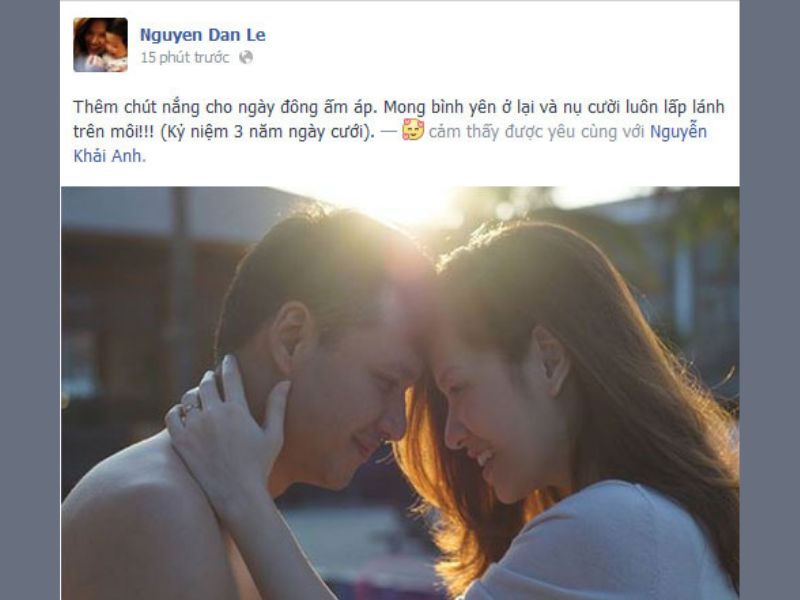 Nguyen Dan Le
15 phút trước
Thêm chút nắng cho ngày đông ấm áp. Mong bình yên ở lại và nụ cười luôn lấp lánh
trên môi!!! (Kỷ niệm 3 năm ngày cưới). — 🥰 cảm thấy được yêu cùng với Nguyễn
Khải Anh.